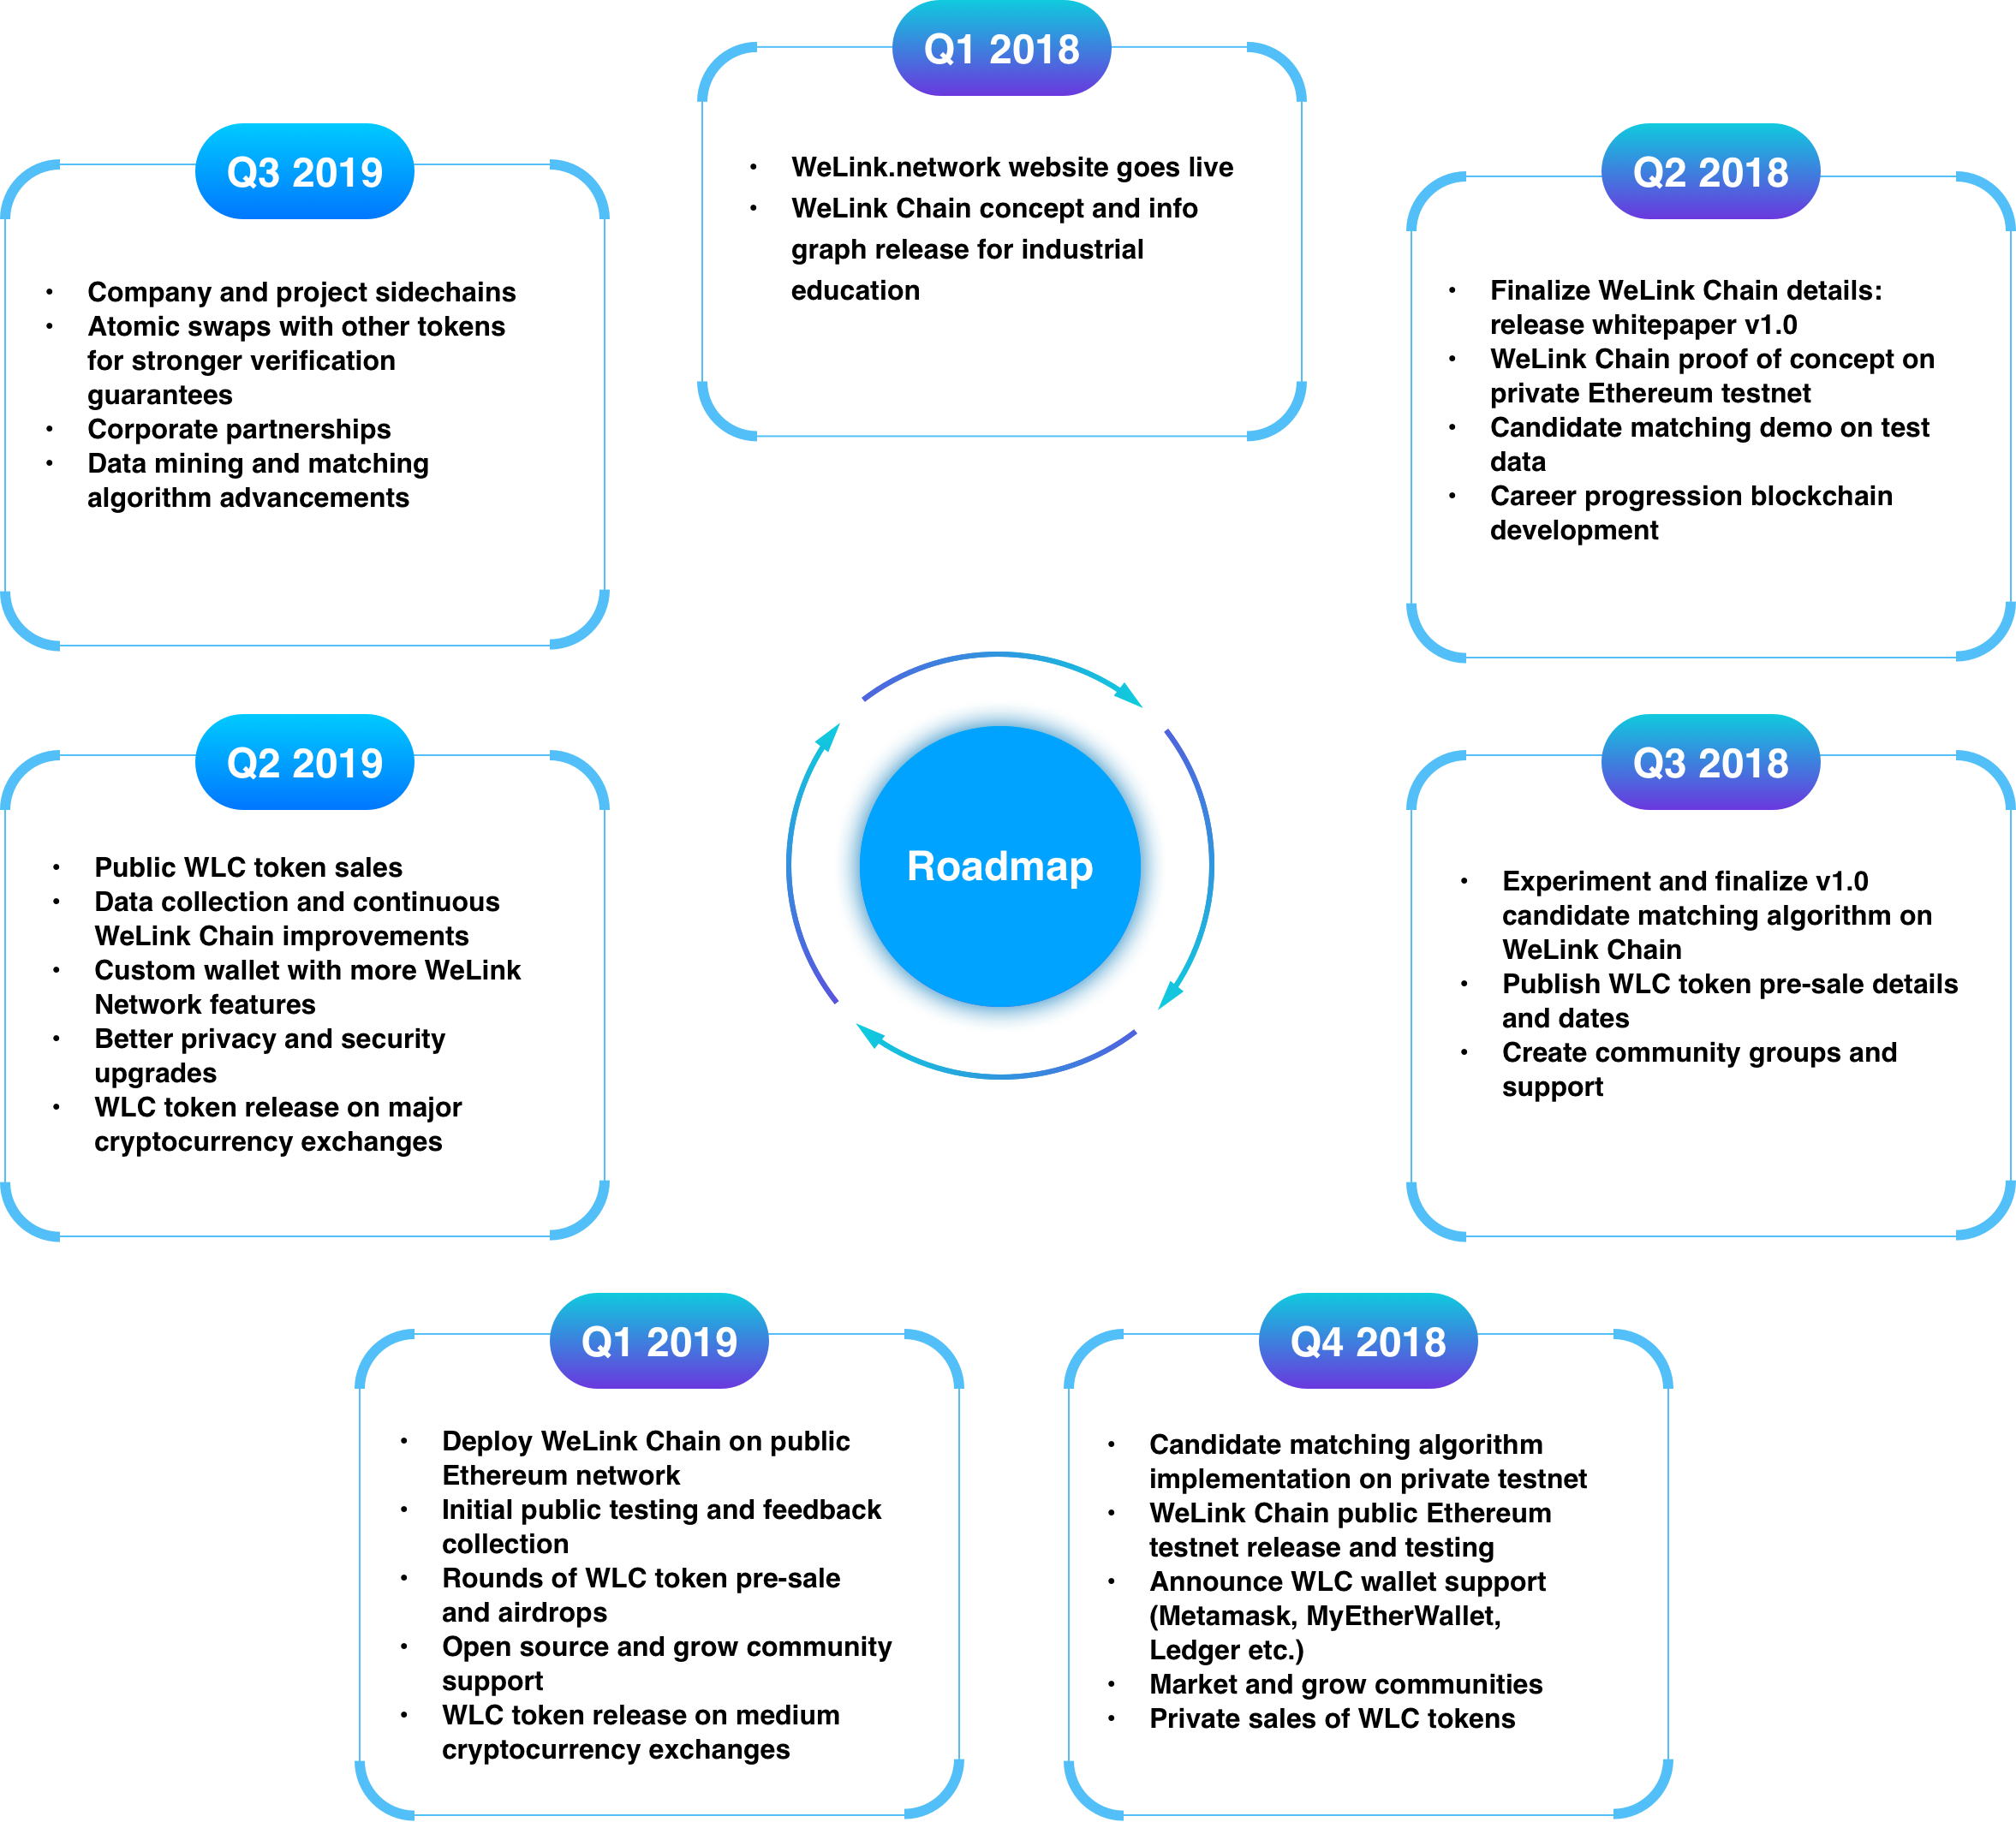 Q1 2018
• WeLink.network website goes live
• WeLink Chain concept and info
graph release for industrial
education
Q2 2018
• Finalize WeLink Chain details:
release whitepaper v1.0
• WeLink Chain proof of concept on
private Ethereum testnet
• Candidate matching demo on test
data
• Career progression blockchain
development
Q3 2018
• Experiment and finalize v1.0
candidate matching algorithm on
WeLink Chain
• Publish WLC token pre-sale details
and dates
• Create community groups and
support
Q4 2018
• Candidate matching algorithm
implementation on private testnet
• WeLink Chain public Ethereum
testnet release and testing
• Announce WLC wallet support
(Metamask, MyEtherWallet,
Ledger etc.)
• Market and grow communities
• Private sales of WLC tokens
Q1 2019
• Deploy WeLink Chain on public
Ethereum network
• Initial public testing and feedback
collection
• Rounds of WLC token pre-sale
and airdrops
• Open source and grow community
support
• WLC token release on medium
cryptocurrency exchanges
Q2 2019
• Public WLC token sales
• Data collection and continuous
WeLink Chain improvements
• Custom wallet with more WeLink
Network features
• Better privacy and security
upgrades
• WLC token release on major
cryptocurrency exchanges
Q3 2019
• Company and project sidechains
• Atomic swaps with other tokens
for stronger verification
guarantees
• Corporate partnerships
• Data mining and matching
algorithm advancements
Roadmap